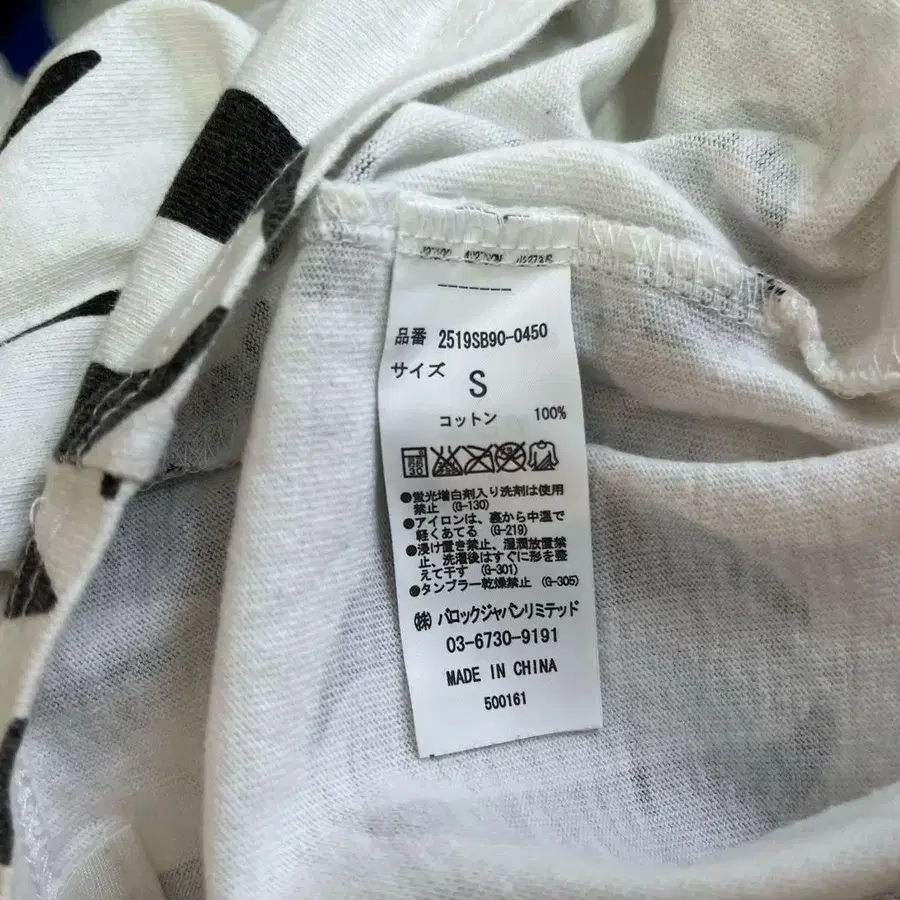 品番 2519SB90-0450
サイズ S
コットン 100%
●蛍光増白剤入り洗剤は使用
禁止 (G-130)
●アイロンは、裏から中温で
軽くあてる (G-219)
●浸け置き禁止、湿潤放置禁
止、洗濯後はすぐに形を整
えて干す (G-301)
●タンブラー乾燥禁止 (G-305)
㈱バロックジャパンリミテッド
03-6730-9191
MADE IN CHINA
500161